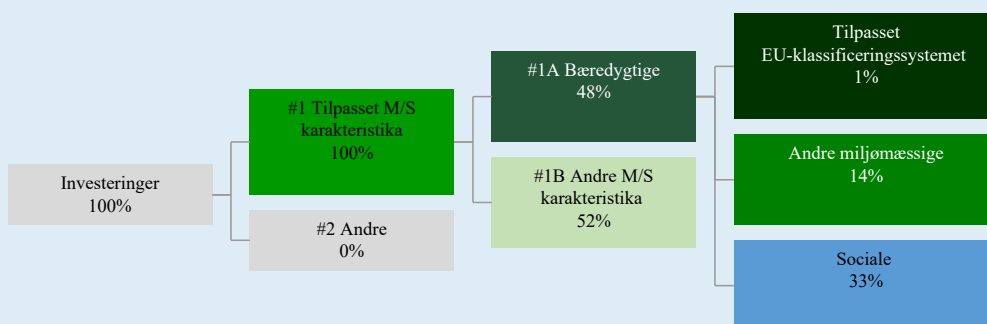 Investeringer
100%
#1 Tilpasset M/S
karakteristika
100%
#2 Andre
0%
#1A Bæredygtige
48%
#1B Andre M/S
karakteristika
52%
Tilpasset
EU-klassificeringssystemet
1%
Andre miljømæssige
14%
Sociale
33%